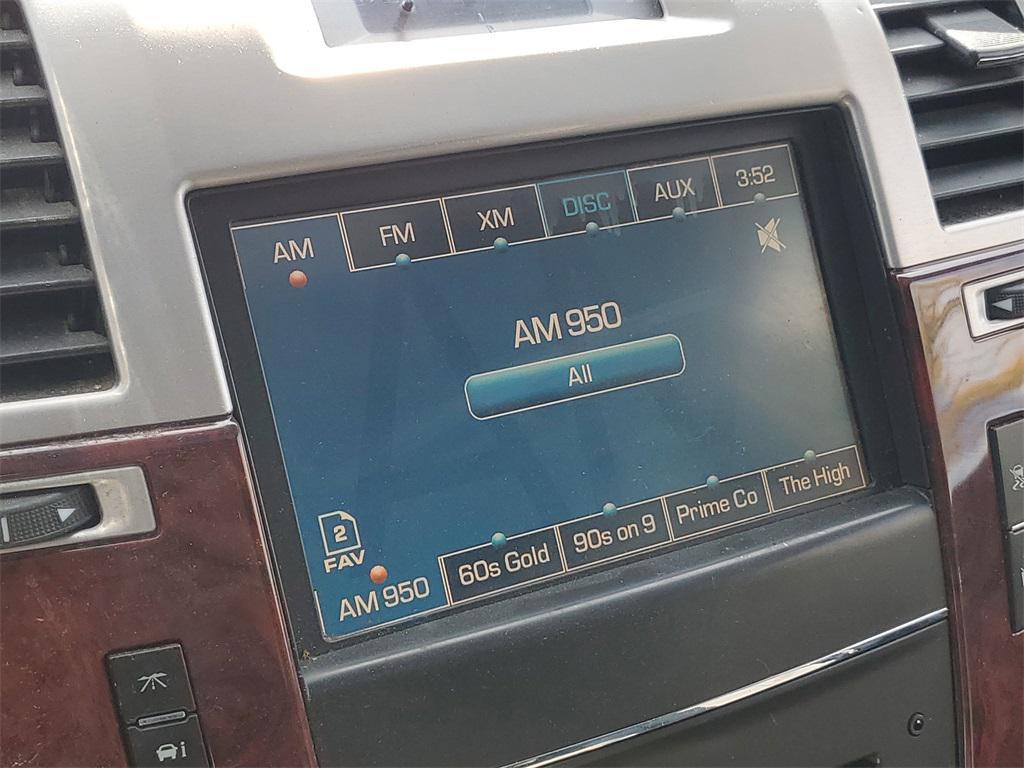 AM FM XM DISC AUX 3:52
AM 950
All
2
FAV
AM 950 60s Gold 90s on 9 Prime Co The High
i